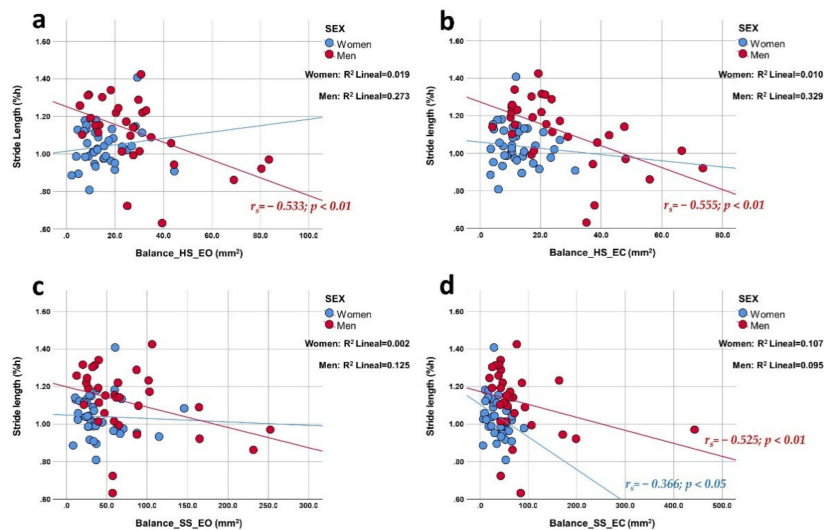 a
SEX
Women
Men
Women: R² Lineal=0.019
Men: R² Lineal=0.273
Stride Length (%h)
1.60
1.40
1.20
1.00
.80
.60
.0 20.0 40.0 60.0 80.0 100.0
Balance_HS_EO (mm²)
rₛ= − 0.533; p < 0.01
b
SEX
Women
Men
Women: R² Lineal=0.010
Men: R² Lineal=0.329
Stride length (%h)
1.60
1.40
1.20
1.00
.80
.60
.0 20.0 40.0 60.0 80.0
Balance_HS_EC (mm²)
rₛ= − 0.555; p < 0.01
c
SEX
Women
Men
Women: R² Lineal=0.002
Men: R² Lineal=0.125
Stride length (%h)
1.60
1.40
1.20
1.00
.80
.60
.0 50.0 100.0 150.0 200.0 250.0 300.0
Balance_SS_EO (mm²)
d
SEX
Women
Men
Women: R² Lineal=0.107
Men: R² Lineal=0.095
Stride length (%h)
1.60
1.40
1.20
1.00
.80
.60
.0 100.0 200.0 300.0 400.0 500.0
Balance_SS_EC (mm²)
rₛ= − 0.525; p < 0.01
rₛ= − 0.366; p < 0.05